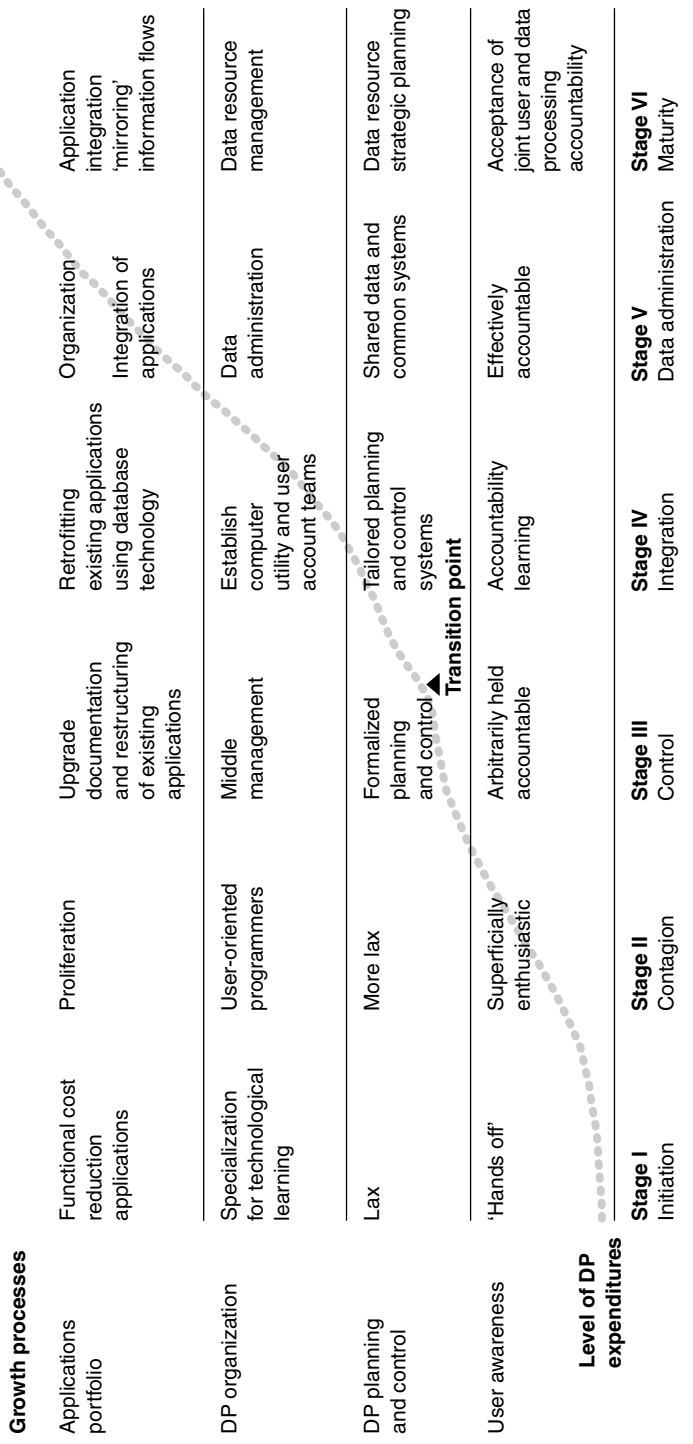 Growth processes
Applications
portfolio
Functional cost
reduction
applications
Proliferation
Upgrade
documentation
and restructuring
of existing
applications
Retrofitting
existing applications
using database
technology
Organization
Integration of
applications
Application
integration
'mirroring'
information flows
DP organization
Specialization
for technological
learning
User-oriented
programmers
Middle
management
Establish
computer
utility and user
account teams
Data
administration
Data resource
management
DP planning
and control
Lax
More lax
Formalized
planning
and control
Transition point
Tailored planning
and control
systems
Shared data and
common systems
Data resource
strategic planning
User awareness
'Hands off'
Superficially
enthusiastic
Arbitrarily held
accountable
Accountability
learning
Effectively
accountable
Acceptance of
joint user and data
processing
accountability
Level of DP
expenditures
Stage I
Initiation
Stage II
Contagion
Stage III
Control
Stage IV
Integration
Stage V
Data administration
Stage VI
Maturity